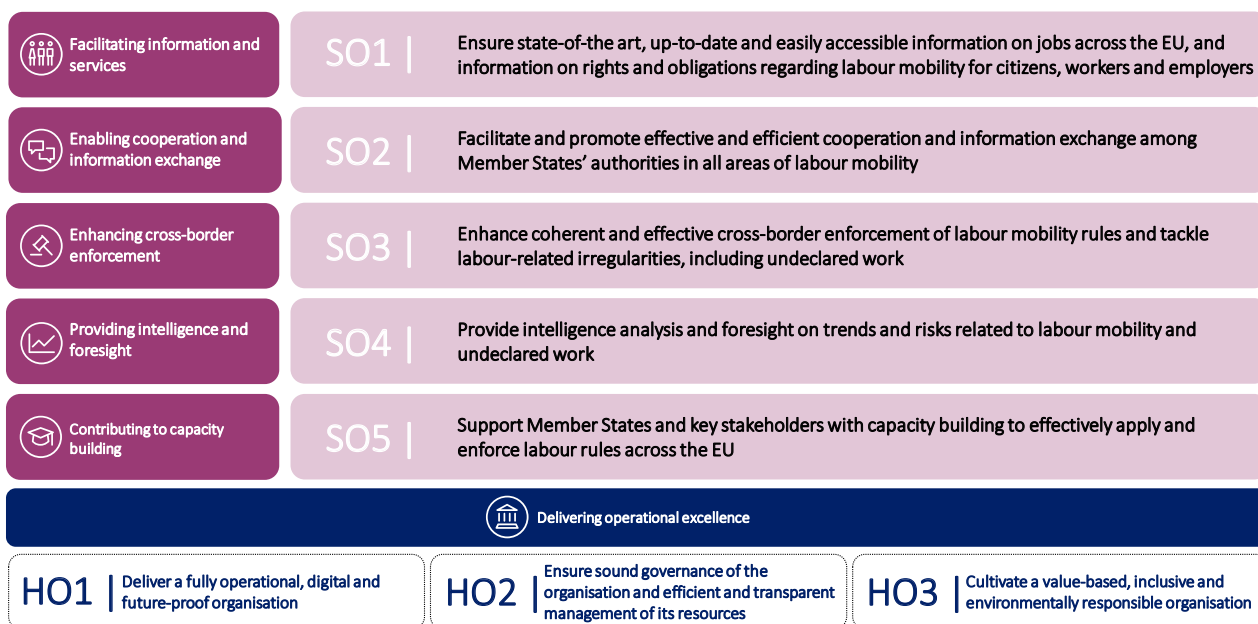 Facilitating information and
services
SO1 |
Ensure state-of-the art, up-to-date and easily accessible information on jobs across the EU, and
information on rights and obligations regarding labour mobility for citizens, workers and employers
Enabling cooperation and
information exchange
SO2 |
Facilitate and promote effective and efficient cooperation and information exchange among
Member States’ authorities in all areas of labour mobility
Enhancing cross-border
enforcement
SO3 |
Enhance coherent and effective cross-border enforcement of labour mobility rules and tackle
labour-related irregularities, including undeclared work
Providing intelligence and
foresight
SO4 |
Provide intelligence analysis and foresight on trends and risks related to labour mobility and
undeclared work
Contributing to capacity
building
SO5 |
Support Member States and key stakeholders with capacity building to effectively apply and
enforce labour rules across the EU
Delivering operational excellence
HO1 |
Deliver a fully operational, digital and
future-proof organisation
HO2 |
Ensure sound governance of the
organisation and efficient and transparent
management of its resources
HO3 |
Cultivate a value-based, inclusive and
environmentally responsible organisation